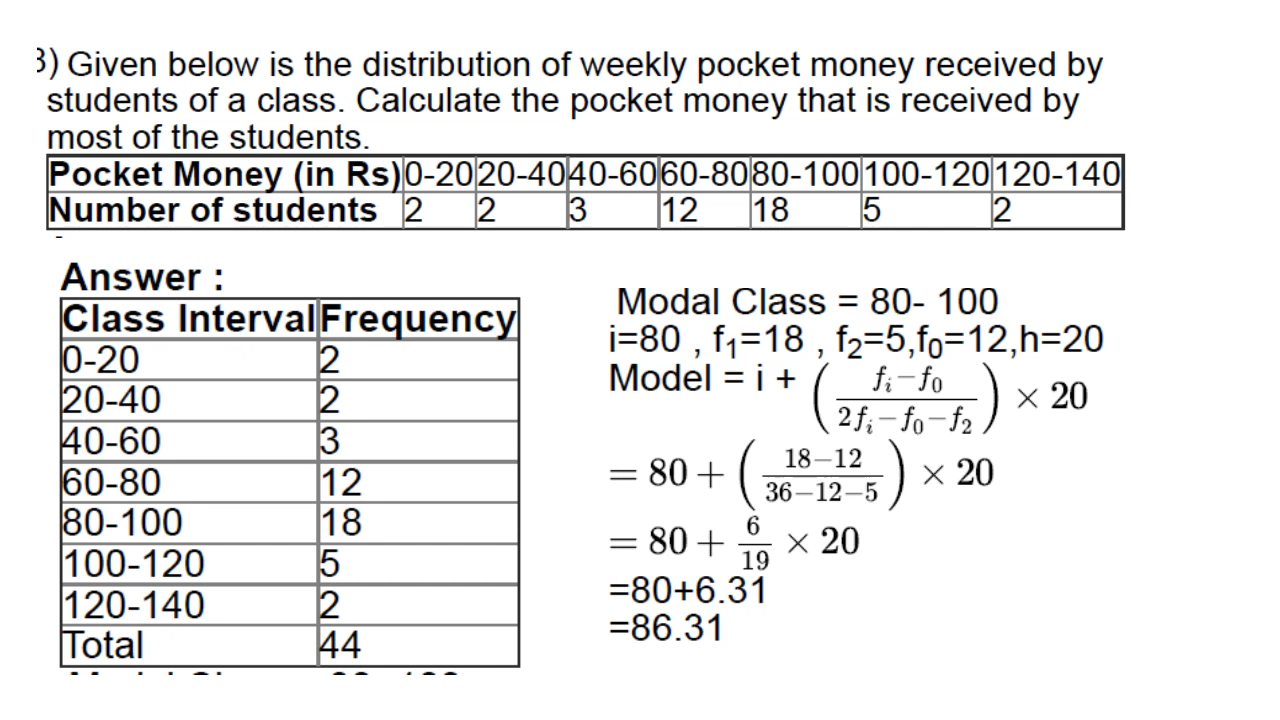 3) Given below is the distribution of weekly pocket money received by
students of a class. Calculate the pocket money that is received by
most of the students.
Pocket Money (in Rs) 0-20 20-40 40-60 60-80 80-100 100-120 120-140
Number of students 2 2 3 12 18 5 2
Answer :
Class Interval Frequency
0-20 2
20-40 2
40-60 3
60-80 12
80-100 18
100-120 5
120-140 2
Total 44
Modal Class = 80- 100
i=80 , f₁=18 , f₂=5,f₀=12,h=20
Model = i + (fᵢ−f₀ / 2fᵢ−f₀−f₂) × 20
= 80 + (18−12 / 36−12−5) × 20
= 80 + 6/19 × 20
=80+6.31
=86.31